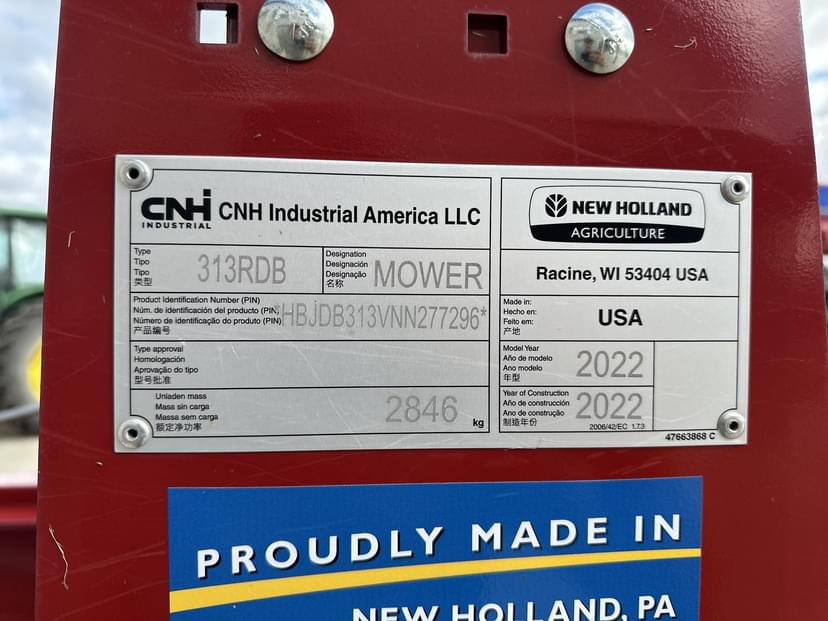 CNH
INDUSTRIAL
CNH Industrial America LLC
Type
Tipo
Tipo
类型
313RDB
Designation
Designación
Designação
名称
MOWER
Product Identification Number (PIN)
Núm. de identificación del producto (PIN)
Número de identificação do produto (PIN)
产品编号
*HBJDB313VNN277296*
Type approval
Homologación
Aprovação do tipo
型号批准
Unladen mass
Masa sin carga
Massa sem carga
额定净功率
2846
kg
NEW HOLLAND
AGRICULTURE
Racine, WI 53404 USA
Made in:
Hecho en:
Feito em:
产地
USA
Model Year
Año de modelo
Ano modelo
年型
2022
Year of Construction
Año de construcción
Ano de construção
制造年份
2022
2006/42/EC 1.7.3
47663868 C
PROUDLY MADE IN
NEW HOLLAND, PA